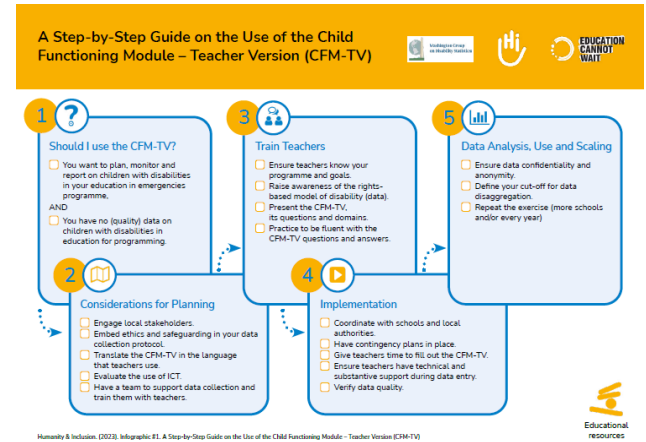 A Step-by-Step Guide on the Use of the Child
Functioning Module – Teacher Version (CFM-TV)
Washington Group
on Disability Statistics
Hi
EDUCATION
CANNOT
WAIT
1
?
Should I use the CFM-TV?
You want to plan, monitor and
report on children with disabilities
in your education in emergencies
programme,
AND
You have no (quality) data on
children with disabilities in
education for programming.
2
Considerations for Planning
Engage local stakeholders.
Embed ethics and safeguarding in your data
collection protocol.
Translate the CFM-TV in the language
that teachers use.
Evaluate the use of ICT.
Have a team to support data collection and
train them with teachers.
3
Train Teachers
Ensure teachers know your
programme and goals.
Raise awareness of the rights-
based model of disability (data).
Present the CFM-TV,
its questions and domains.
Practice to be fluent with the
CFM-TV questions and answers.
4
Implementation
Coordinate with schools and local
authorities.
Have contingency plans in place.
Give teachers time to fill out the CFM-TV.
Ensure teachers have technical and
substantive support during data entry.
Verify data quality.
5
Data Analysis, Use and Scaling
Ensure data confidentiality and
anonymity.
Define your cut-off for data
disaggregation.
Repeat the exercise (more schools
and/or every year)
Educational
resources
Humanity & Inclusion. (2023). Infographic #1. A Step-by-Step Guide on the Use of the Child Functioning Module – Teacher Version (CFM-TV)